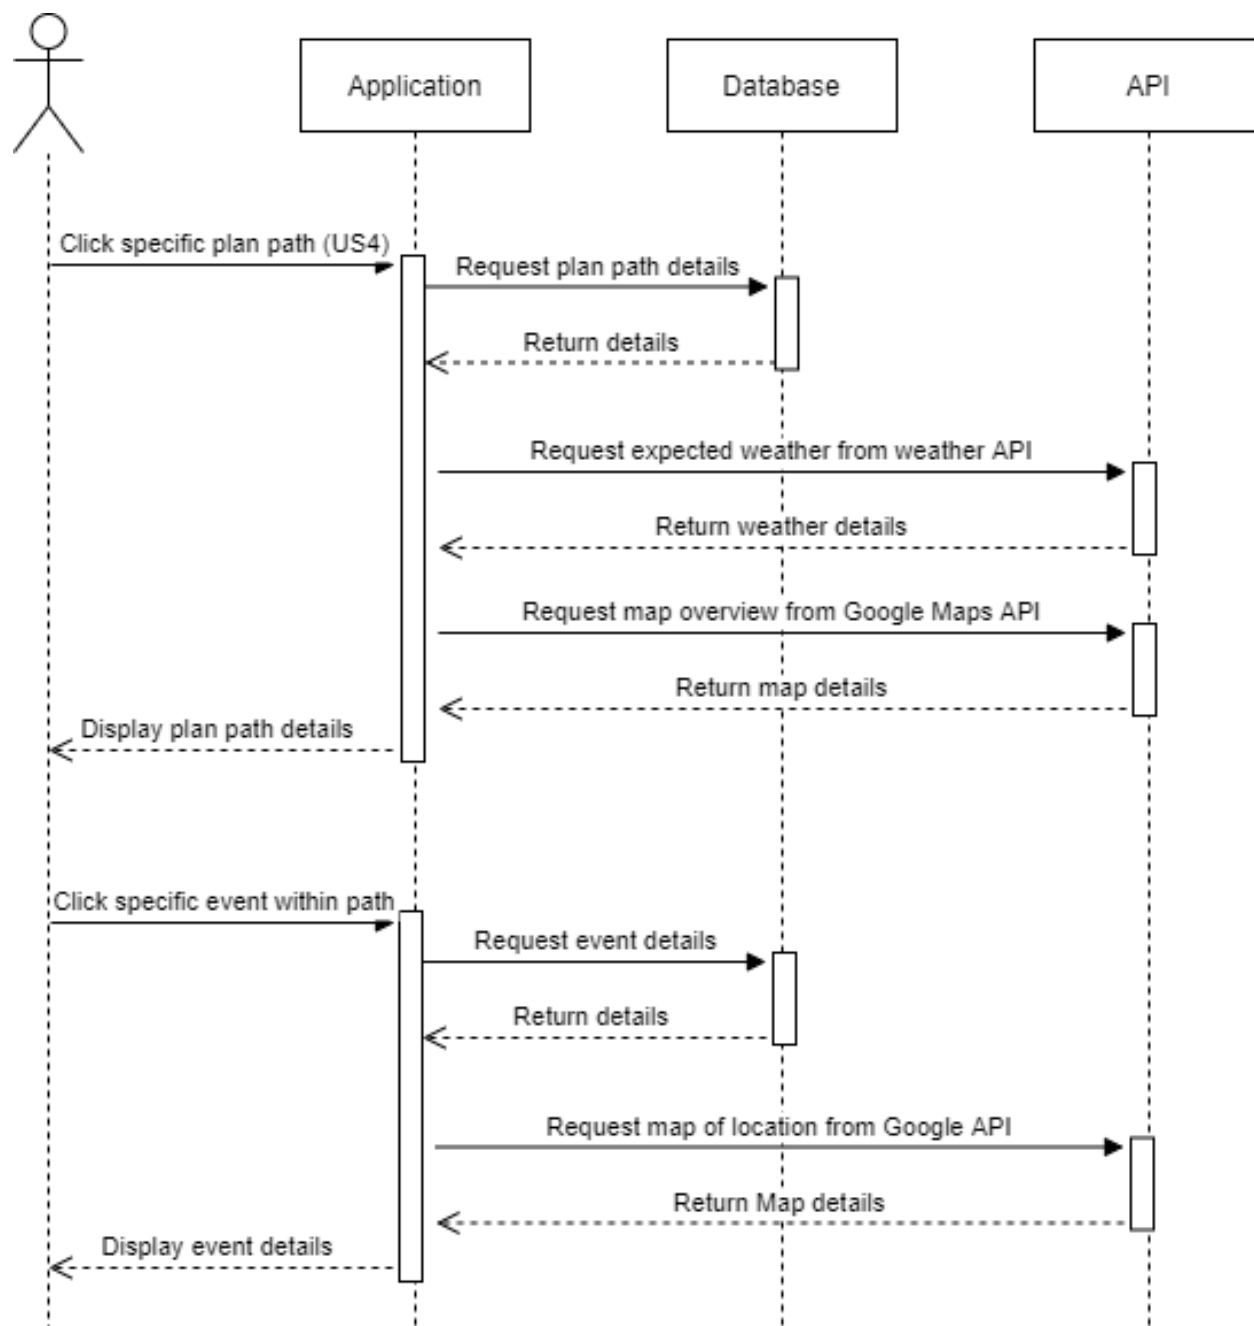 Application
Database
API
Click specific plan path (US4)
Request plan path details
Return details
Request expected weather from weather API
Return weather details
Request map overview from Google Maps API
Return map details
Display plan path details
Click specific event within path
Request event details
Return details
Request map of location from Google API
Return Map details
Display event details